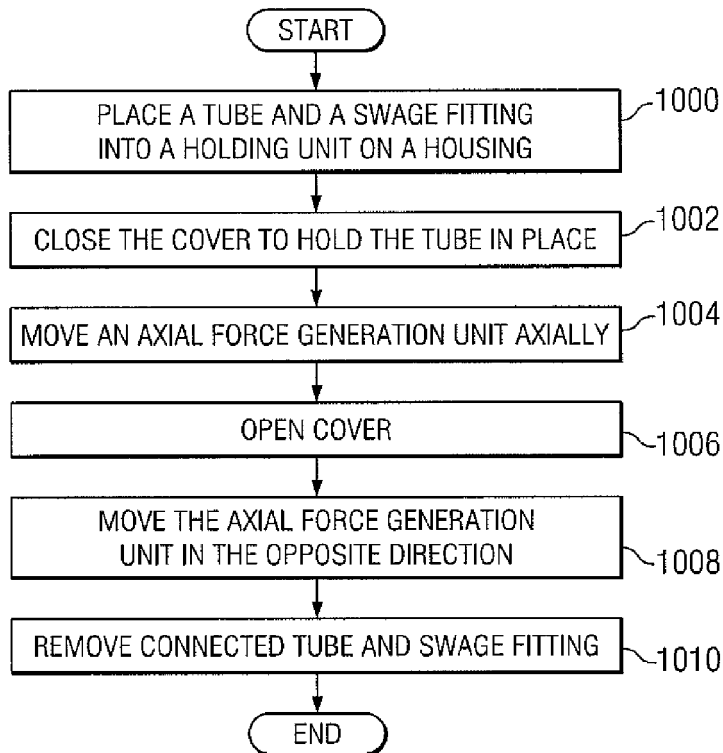 START
PLACE A TUBE AND A SWAGE FITTING
INTO A HOLDING UNIT ON A HOUSING
1000
CLOSE THE COVER TO HOLD THE TUBE IN PLACE
1002
MOVE AN AXIAL FORCE GENERATION UNIT AXIALLY
1004
OPEN COVER
1006
MOVE THE AXIAL FORCE GENERATION
UNIT IN THE OPPOSITE DIRECTION
1008
REMOVE CONNECTED TUBE AND SWAGE FITTING
1010
END